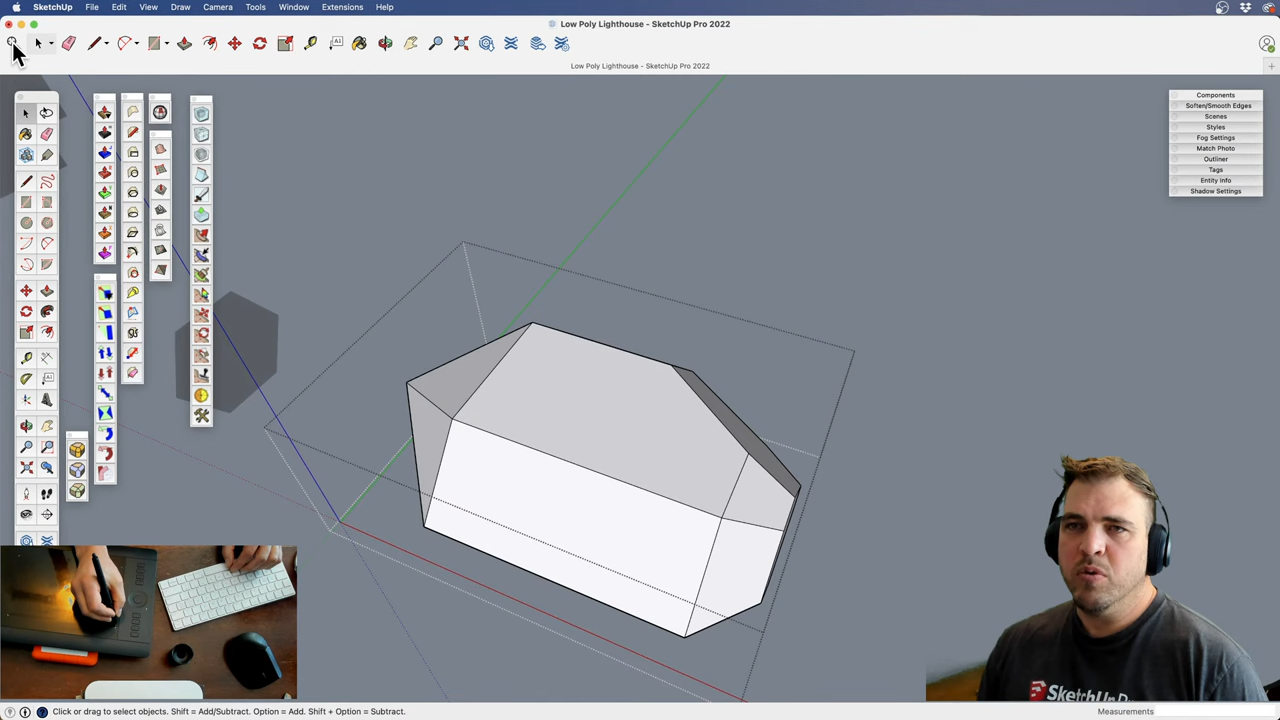 SketchUp File Edit View Draw Camera Tools Window Extensions Help
Low Poly Lighthouse - SketchUp Pro 2022
Low Poly Lighthouse - SketchUp Pro 2022
Components
Soften/Smooth Edges
Scenes
Styles
Fog Settings
Match Photo
Outliner
Tags
Entity Info
Shadow Settings
SketchUp
Click or drag to select objects. Shift = Add/Subtract. Option = Add. Shift + Option = Subtract.
Measurements